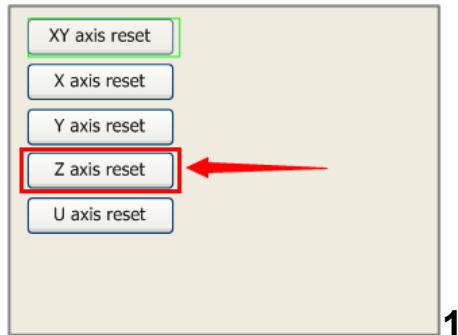 XY axis reset
X axis reset
Y axis reset
Z axis reset
U axis reset
1